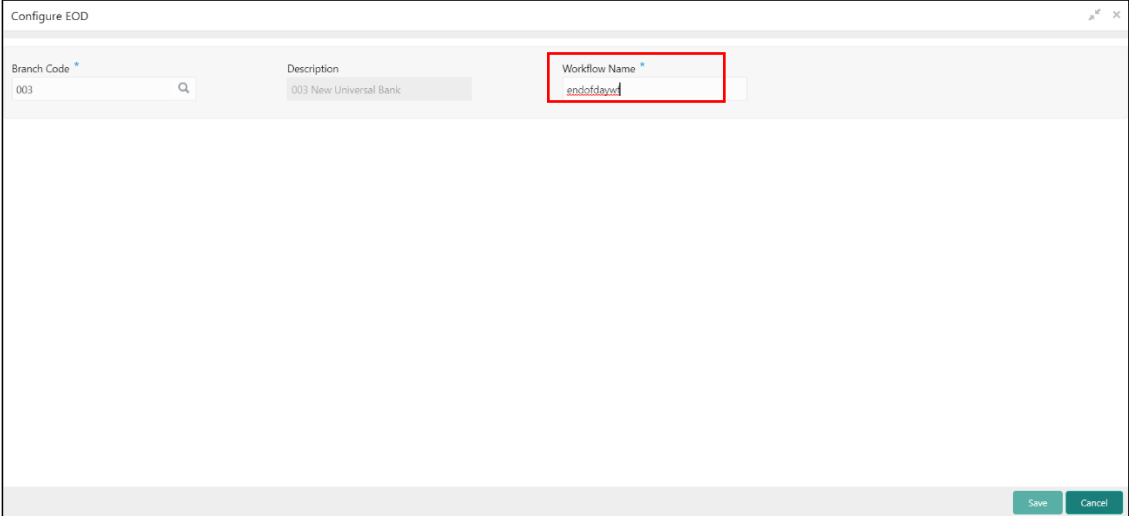 Configure EOD
Branch Code *
Description
Workflow Name *
003
003 New Universal Bank
endofdaywf
Save
Cancel